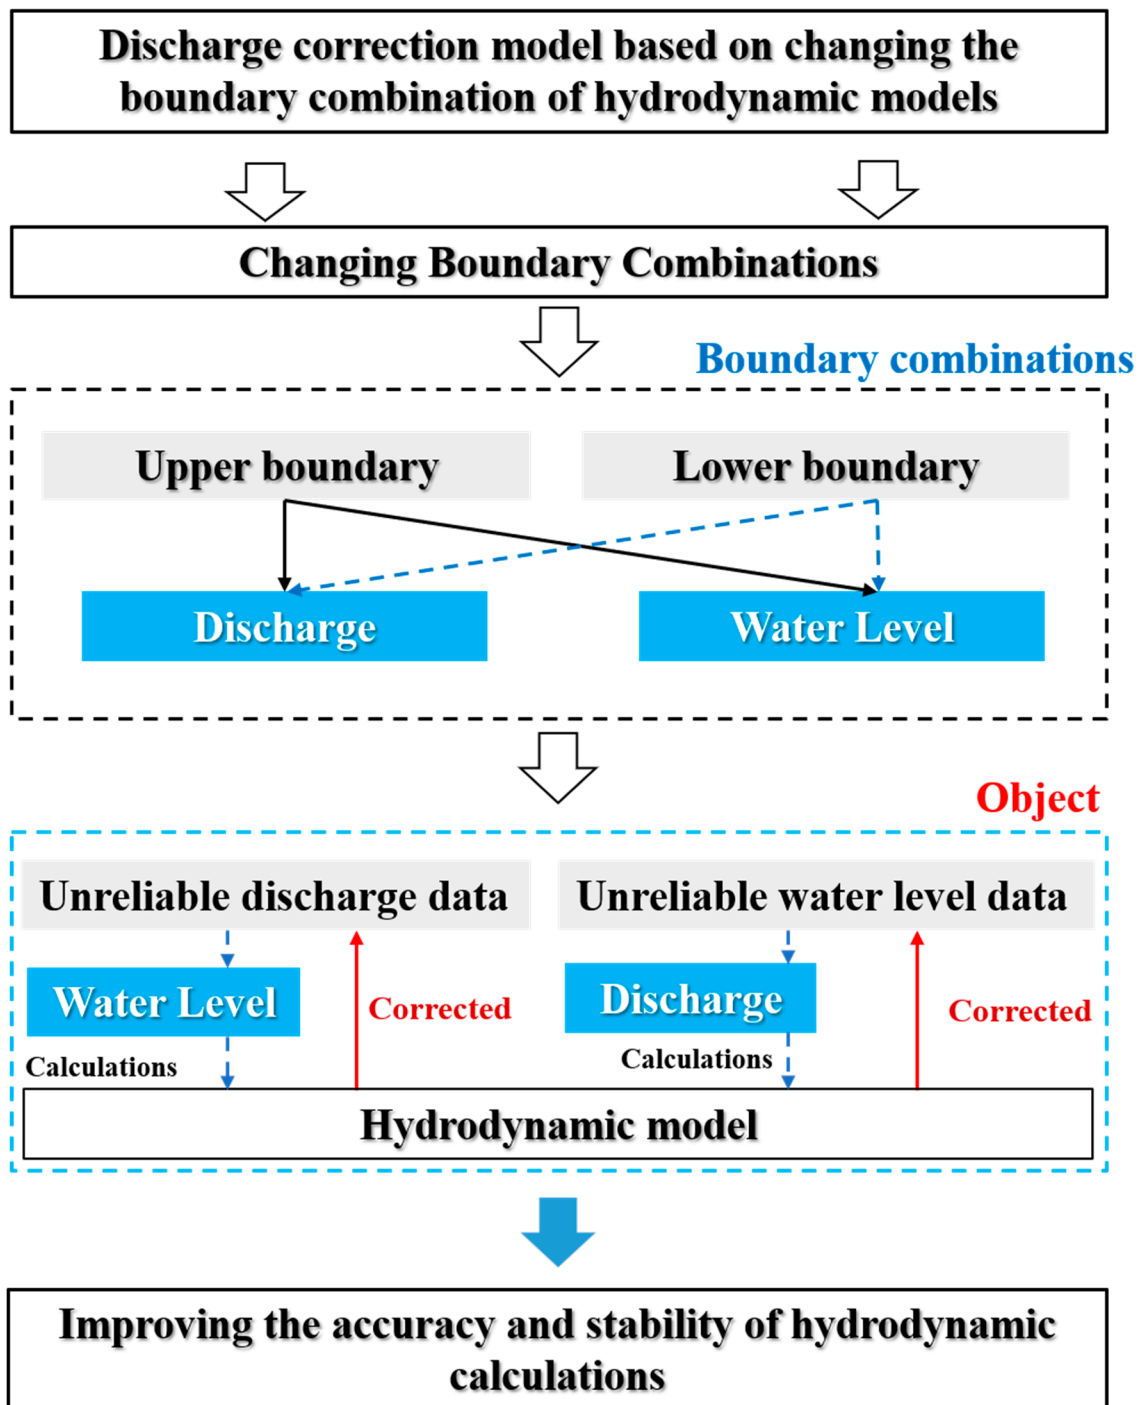 Discharge correction model based on changing the
boundary combination of hydrodynamic models
Changing Boundary Combinations
Boundary combinations
Upper boundary
Lower boundary
Discharge
Water Level
Object
Unreliable discharge data
Unreliable water level data
Water Level
Corrected
Discharge
Corrected
Calculations
Calculations
Hydrodynamic model
Improving the accuracy and stability of hydrodynamic
calculations